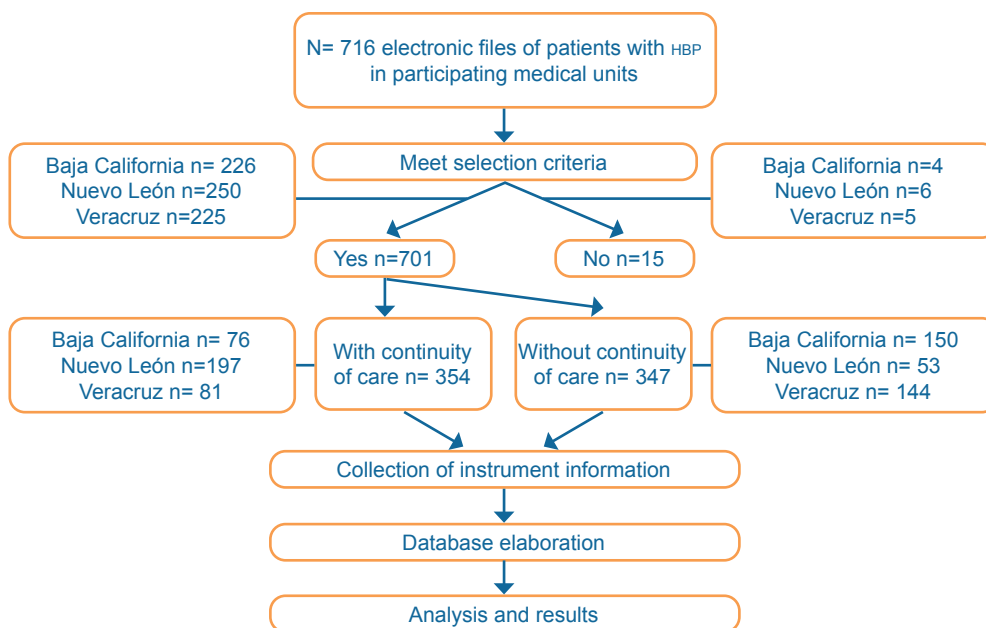 N= 716 electronic files of patients with HBP
in participating medical units
Baja California n= 226
Nuevo León n=250
Veracruz n=225
Meet selection criteria
Baja California n=4
Nuevo León n=6
Veracruz n=5
Yes n=701
No n=15
Baja California n= 76
Nuevo León n=197
Veracruz n= 81
With continuity
of care n= 354
Without continuity
of care n= 347
Baja California n= 150
Nuevo León n= 53
Veracruz n= 144
Collection of instrument information
Database elaboration
Analysis and results